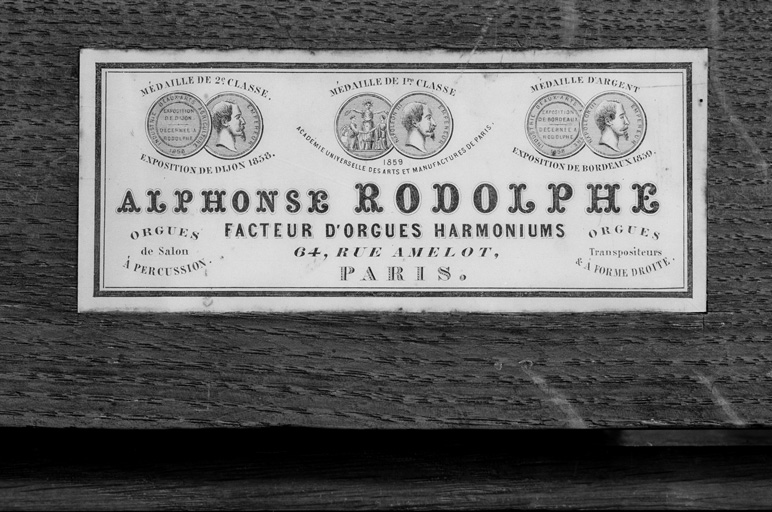 MÉDAILLE DE 2e CLASSE.
EXPOSITION DE DIJON
DÉCERNÉE À RODOLPHE
1858
EXPOSITION DE DIJON 1858.
MÉDAILLE DE 1re CLASSE
1859
ACADEMIE UNIVERSELLE DES ARTS ET MANUFACTURES DE PARIS.
MÉDAILLE D'ARGENT
EXPOSITION DE BORDEAUX
DÉCERNÉE À RODOLPHE
EXPOSITION DE BORDEAUX 1859.
ALPHONSE RODOLPHE
FACTEUR D'ORGUES HARMONIUMS
64, RUE AMELOT,
PARIS.
ORGUES
de Salon
À PERCUSSION.
ORGUES
Transpositeurs
& À FORME DROITE.